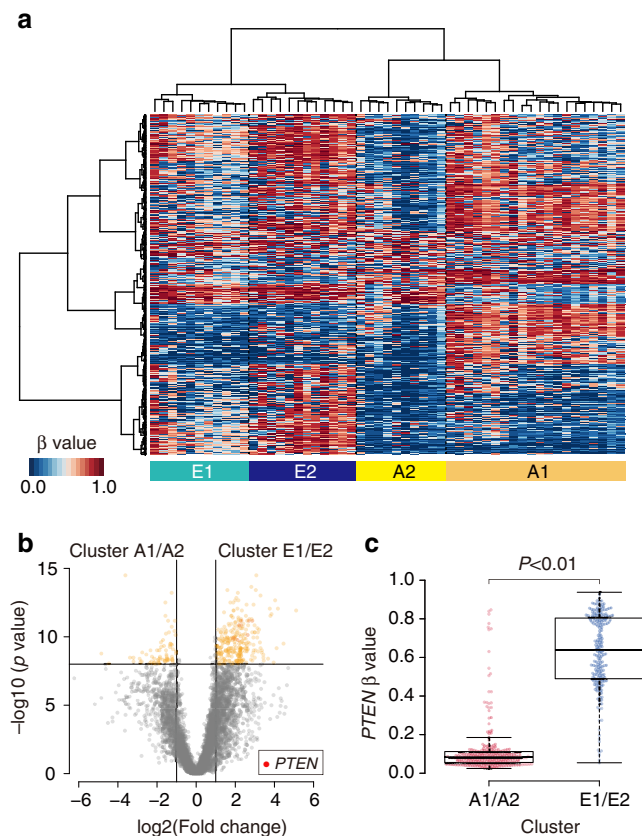 a
β value
0.0 1.0
E1 E2 A2 A1
b
Cluster A1/A2 Cluster E1/E2
15
10
5
0
–log10 (p value)
PTEN
–6 –4 –2 0 2 4 6
log2(Fold change)
c
P<0.01
1.0
0.8
0.6
0.4
0.2
0.0
PTEN β value
A1/A2 E1/E2
Cluster